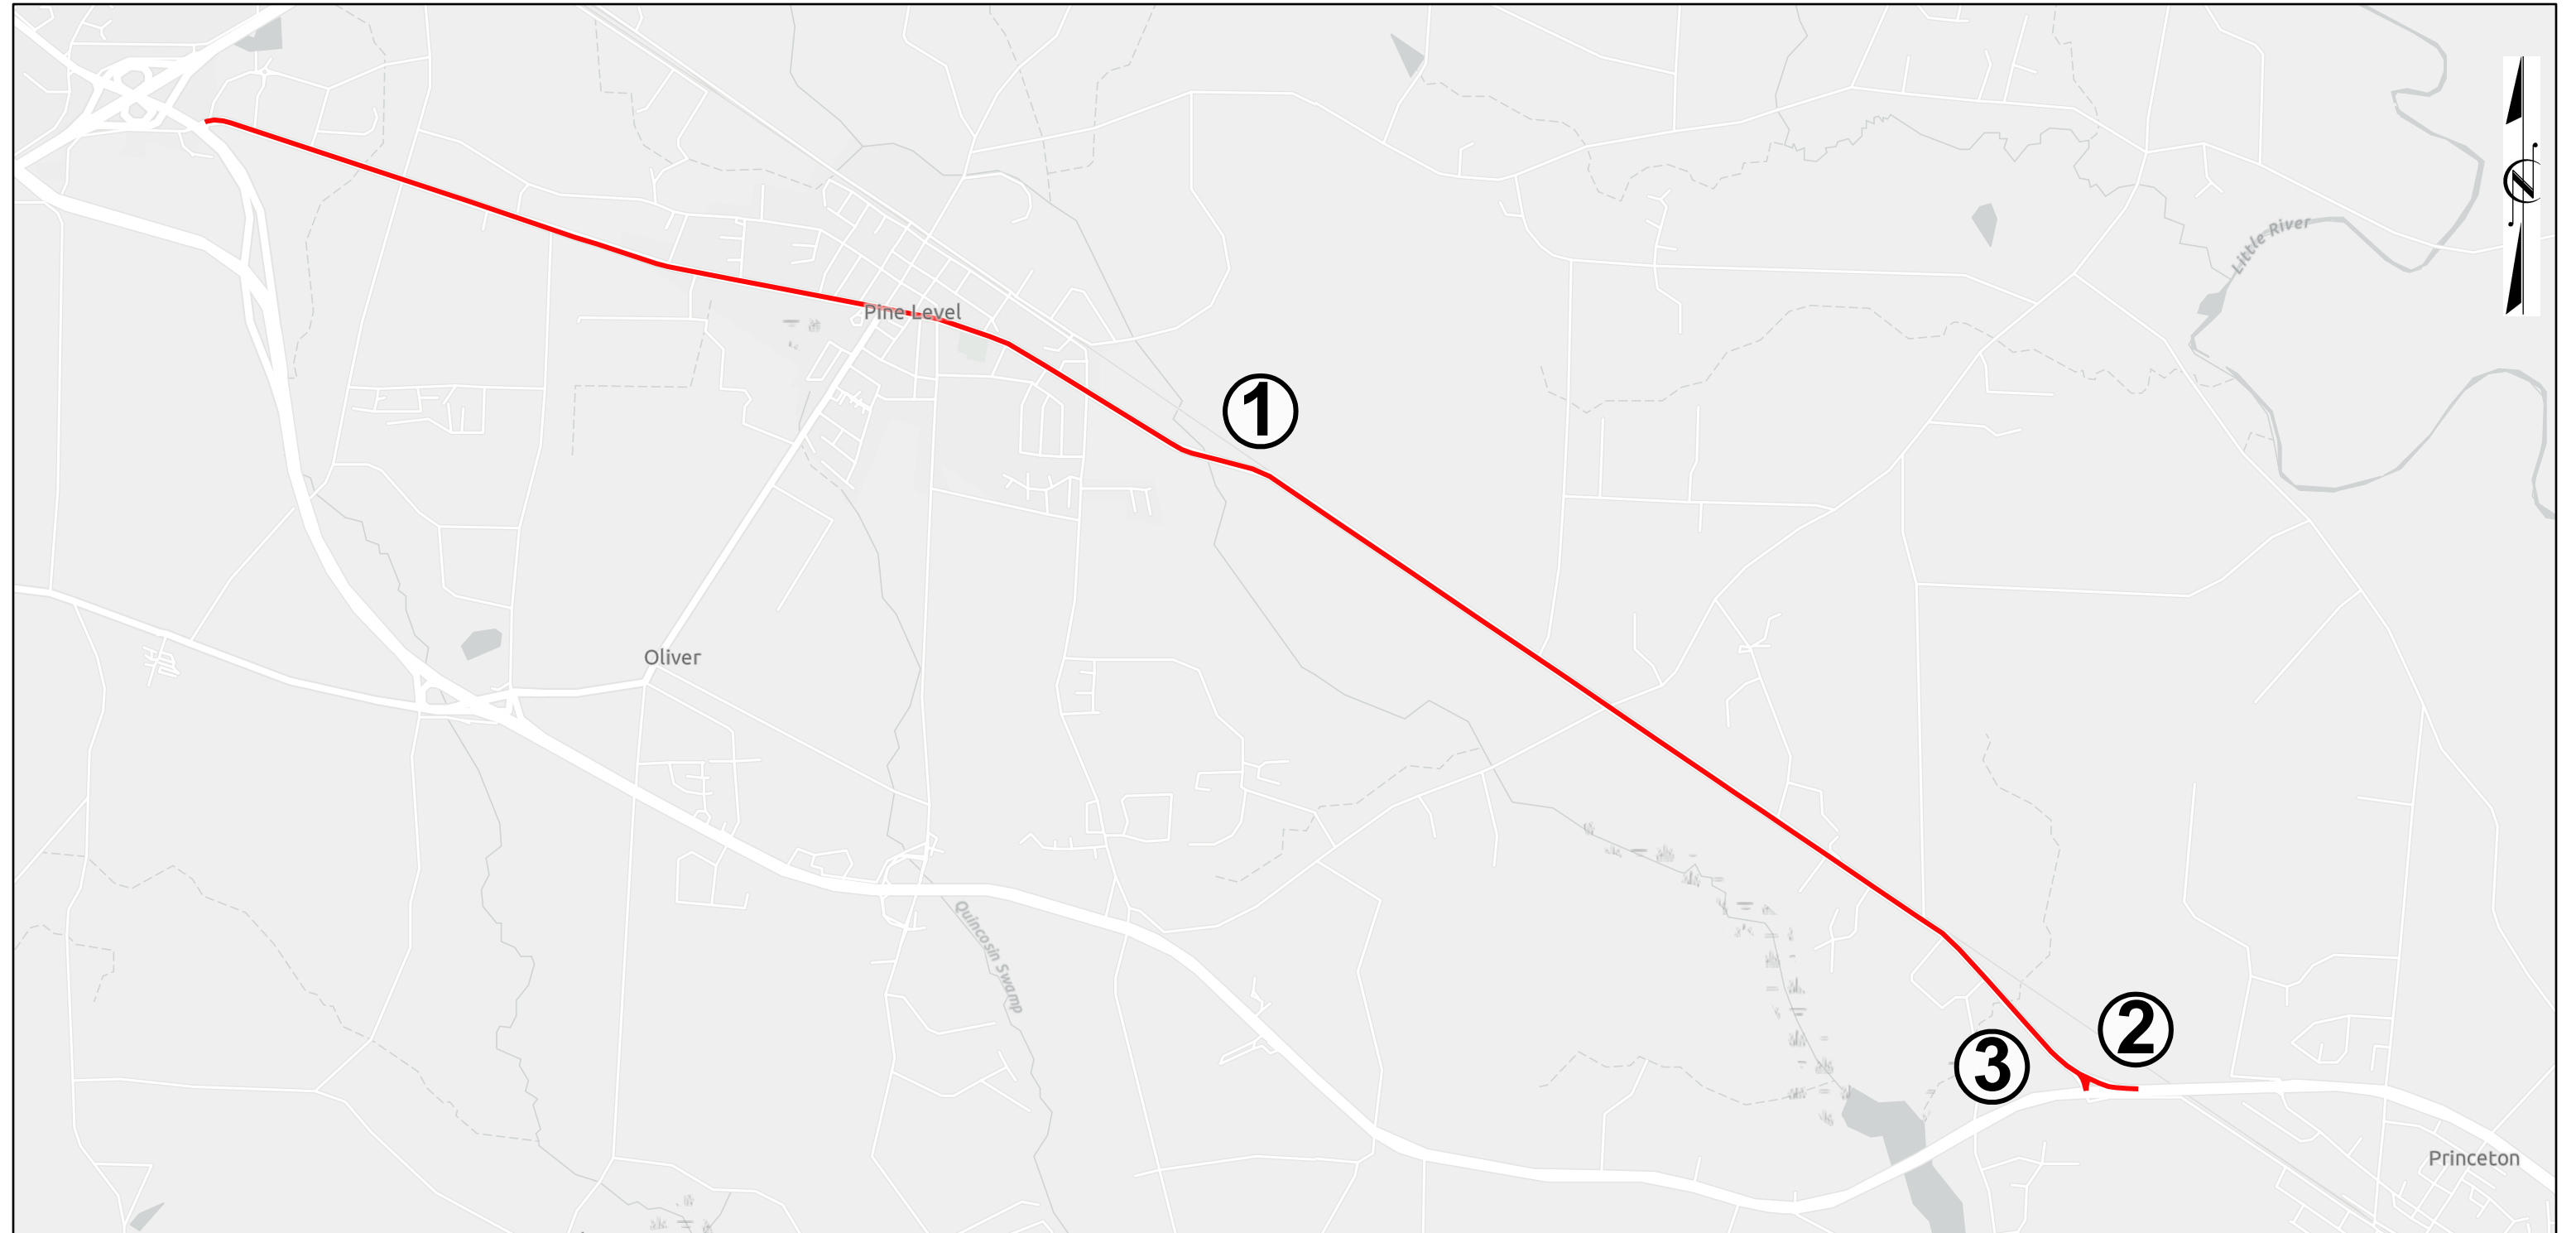 Little River
Pine Level
1
Oliver
Quincosin Swamp
2
3
Princeton
N